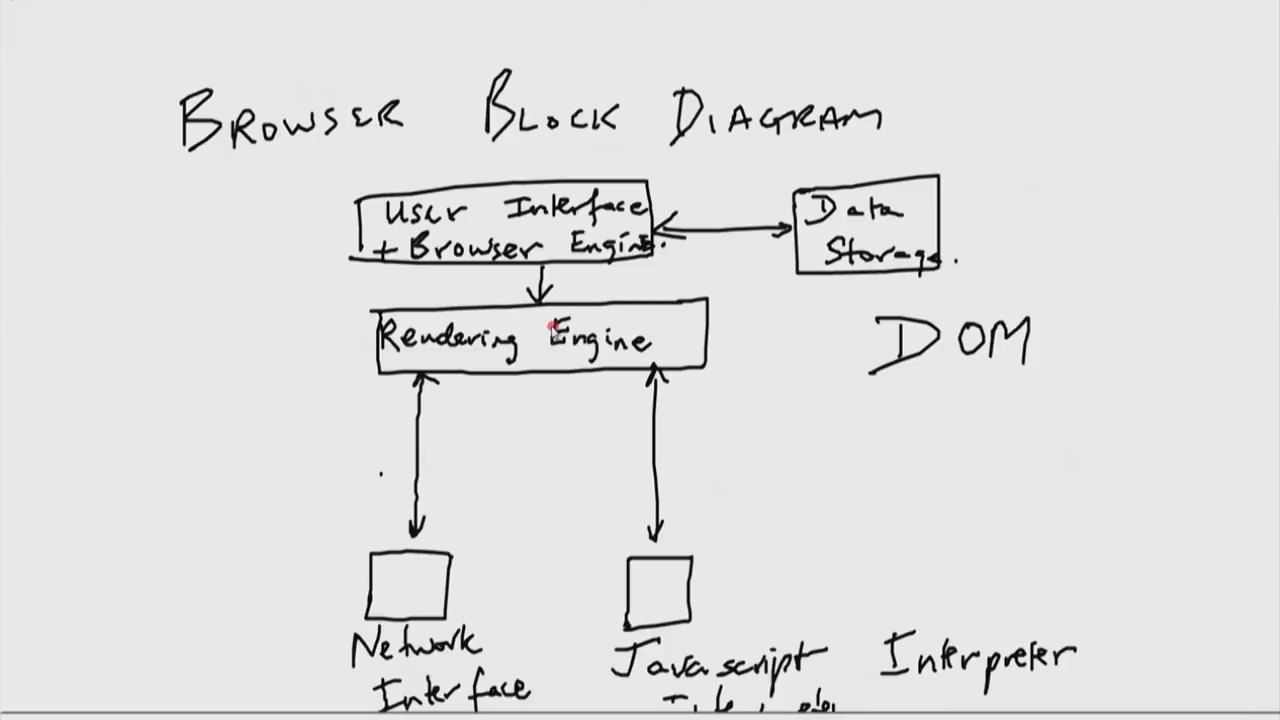 BROWSER BLOCK DIAGRAM
User Interface
+ Browser Engine.
Data
Storage.
Rendering Engine
DOM
Network
Interface
Javascript Interpreter